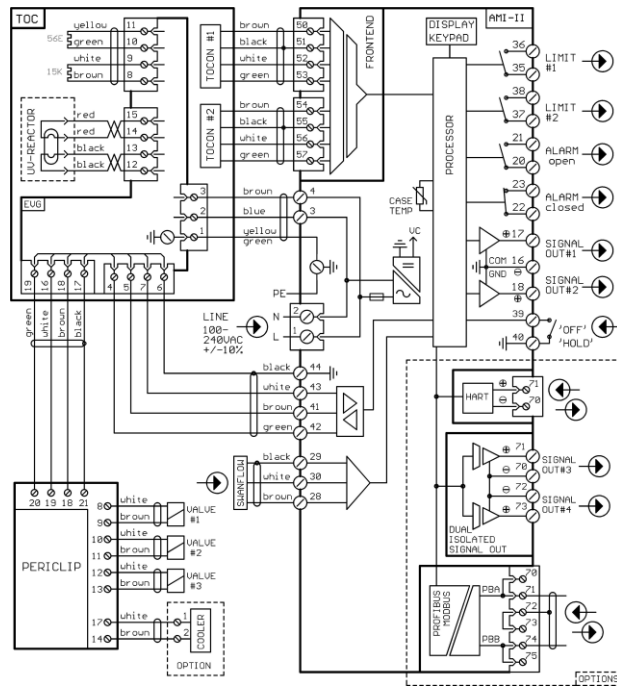 TOC
AMI-II
56E
yellow 11
green 10
15K
white 9
brown 8
UV-REACTOR
red 15
red 14
black 13
black 12
EVG
3
2
1
19 16 18 17
4 5 7 6
green
white
brown
black
TOCON #1
brown 50
black 51
white 52
green 53
TOCON #2
brown 54
black 55
white 56
green 57
FRONTEND
DISPLAY
KEYPAD
PROCESSOR
CASE
TEMP
brown 4
blue 3
yellow
green
PE
VC
LINE
100-
240VAC
+/-10%
N 2
L 1
black 44
white 43
brown 41
green 42
SWANFLOW
black 29
white 30
brown 28
36
35
LIMIT
#1
38
37
LIMIT
#2
21
20
ALARM
open
23
22
ALARM
closed
17
SIGNAL
OUT#1
COM 16
GND
18
SIGNAL
OUT#2
39
40
'OFF'
'HOLD'
HART
71
70
71
SIGNAL
OUT#3
70
72
SIGNAL
OUT#4
73
DUAL
ISOLATED
SIGNAL OUT
PROFIBUS
MODBUS
PBA
PBB
70
71
72
73
74
75
OPTIONS
PERICLIP
20 19 18 21
8 white
9 brown
VALVE
#1
10 white
11 brown
VALVE
#2
12 white
13 brown
VALVE
#3
17 white 1
14 brown 2
COOLER
OPTION